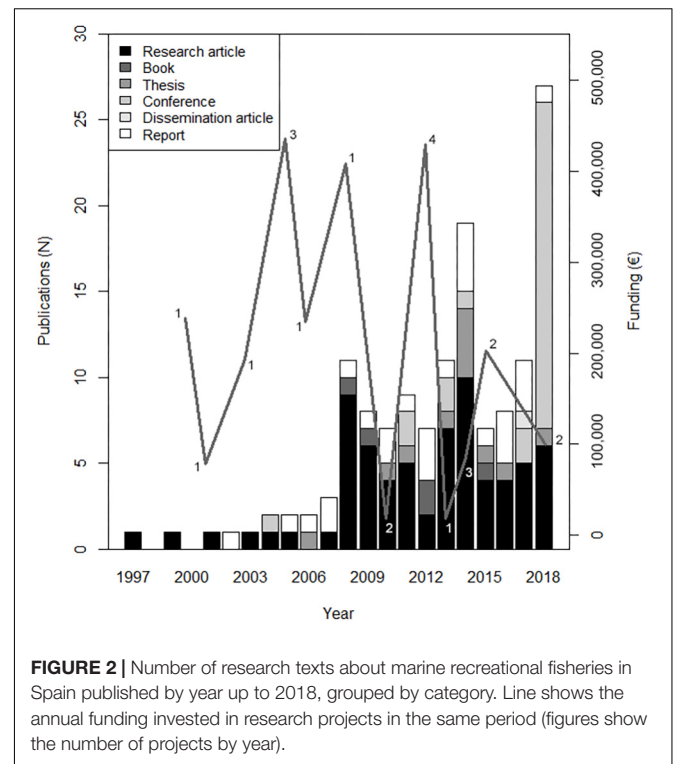 30
25
20
15
10
5
0
Publications (N)
Research article
Book
Thesis
Conference
Dissemination article
Report
1
1
1
3
1
1
2
4
1
3
2
2
500,000
400,000
300,000
200,000
100,000
0
Funding (€)
1997 2000 2003 2006 2009 2012 2015 2018
Year
FIGURE 2 | Number of research texts about marine recreational fisheries in
Spain published by year up to 2018, grouped by category. Line shows the
annual funding invested in research projects in the same period (figures show
the number of projects by year).